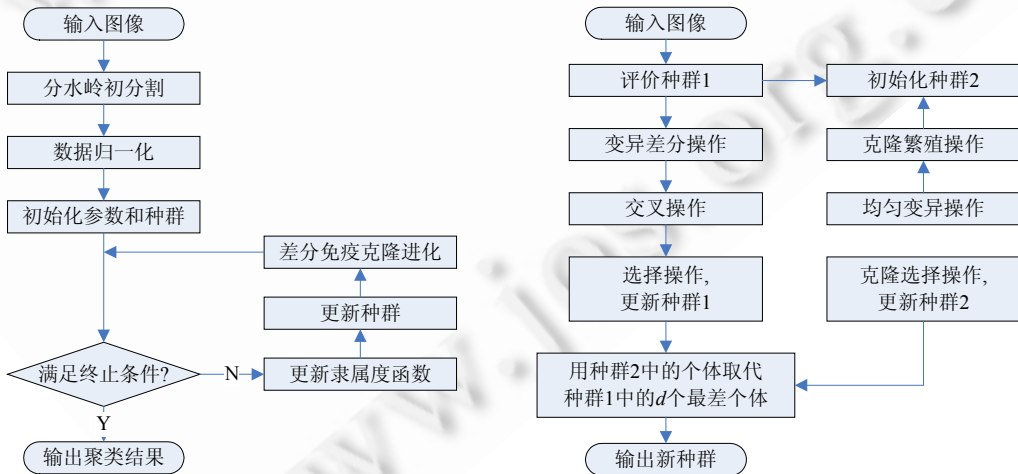 输入图像
分水岭初分割
数据归一化
初始化参数和种群
差分免疫克隆进化
更新种群
满足终止条件?
N
更新隶属度函数
Y
输出聚类结果
输入图像
评价种群1
初始化种群2
变异差分操作
克隆繁殖操作
交叉操作
均匀变异操作
选择操作,
更新种群1
克隆选择操作,
更新种群2
用种群2中的个体取代
种群1中的d个最差个体
输出新种群
www.jos.org.c